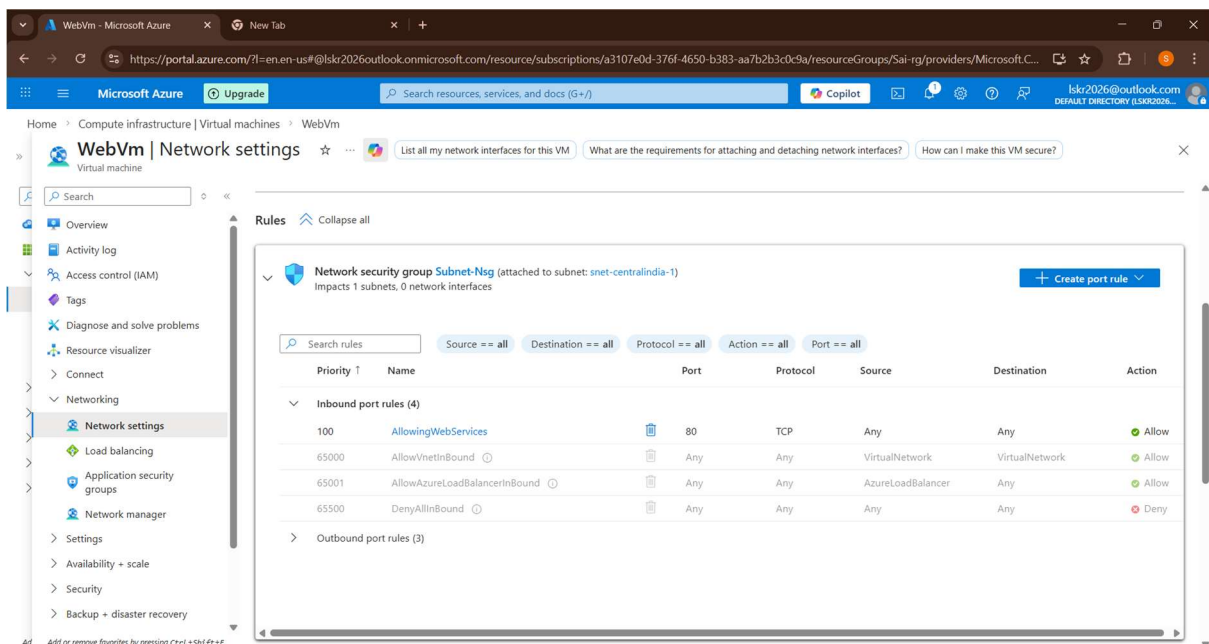 WebVm - Microsoft Azure
New Tab
https://portal.azure.com/?l=en.en-us#@lskr2026outlook.onmicrosoft.com/resource/subscriptions/a3107e0d-376f-4650-b383-aa7b2b3c0c9a/resourceGroups/Sai-rg/providers/Microsoft.C...
S
Microsoft Azure
Upgrade
Search resources, services, and docs (G+/)
Copilot
1
lskr2026@outlook.com
DEFAULT DIRECTORY (LSKR2026...
Home > Compute infrastructure | Virtual machines > WebVm
WebVm | Network settings
Virtual machine
List all my network interfaces for this VM
What are the requirements for attaching and detaching network interfaces?
How can I make this VM secure?
Search
Overview
Activity log
Access control (IAM)
Tags
Diagnose and solve problems
Resource visualizer
Connect
Networking
Network settings
Load balancing
Application security
groups
Network manager
Settings
Availability + scale
Security
Backup + disaster recovery
Add or remove favorites by pressing Ctrl+Shift+F
Rules Collapse all
Network security group Subnet-Nsg (attached to subnet: snet-centralindia-1)
Impacts 1 subnets, 0 network interfaces
+ Create port rule
Search rules
Source == all
Destination == all
Protocol == all
Action == all
Port == all
Priority ↑ Name Port Protocol Source Destination Action
Inbound port rules (4)
100 AllowingWebServices 80 TCP Any Any Allow
65000 AllowVnetInBound Any Any VirtualNetwork VirtualNetwork Allow
65001 AllowAzureLoadBalancerInBound Any Any AzureLoadBalancer Any Allow
65500 DenyAllInBound Any Any Any Any Deny
Outbound port rules (3)